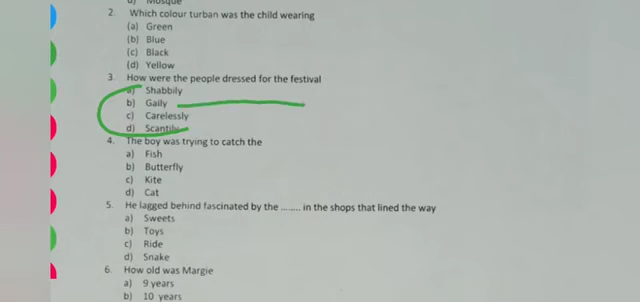 a) Mosque
2. Which colour turban was the child wearing
(a) Green
(b) Blue
(c) Black
(d) Yellow
3. How were the people dressed for the festival
a) Shabbily
b) Gaily
c) Carelessly
d) Scantily
4. The boy was trying to catch the
a) Fish
b) Butterfly
c) Kite
d) Cat
5. He lagged behind fascinated by the ........ in the shops that lined the way
a) Sweets
b) Toys
c) Ride
d) Snake
6. How old was Margie
a) 9 years
b) 10 years